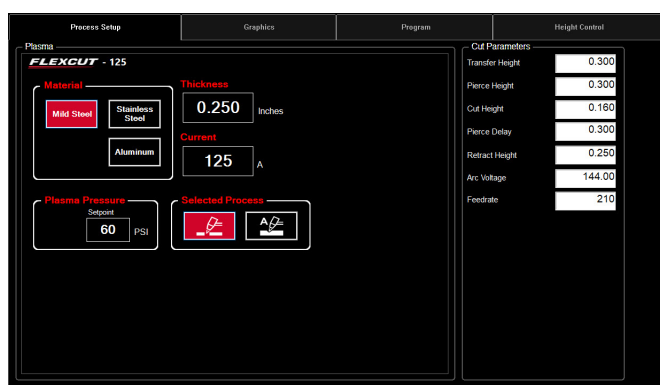 Process Setup
Graphics
Program
Height Control
Plasma
FLEXCUT - 125
Material
Mild Steel
Stainless
Steel
Aluminum
Thickness
0.250 Inches
Current
125 A
Plasma Pressure
Setpoint
60 PSI
Selected Process
A
Cut Parameters
Transfer Height 0.300
Pierce Height 0.300
Cut Height 0.160
Pierce Delay 0.300
Retract Height 0.250
Arc Voltage 144.00
Feedrate 210